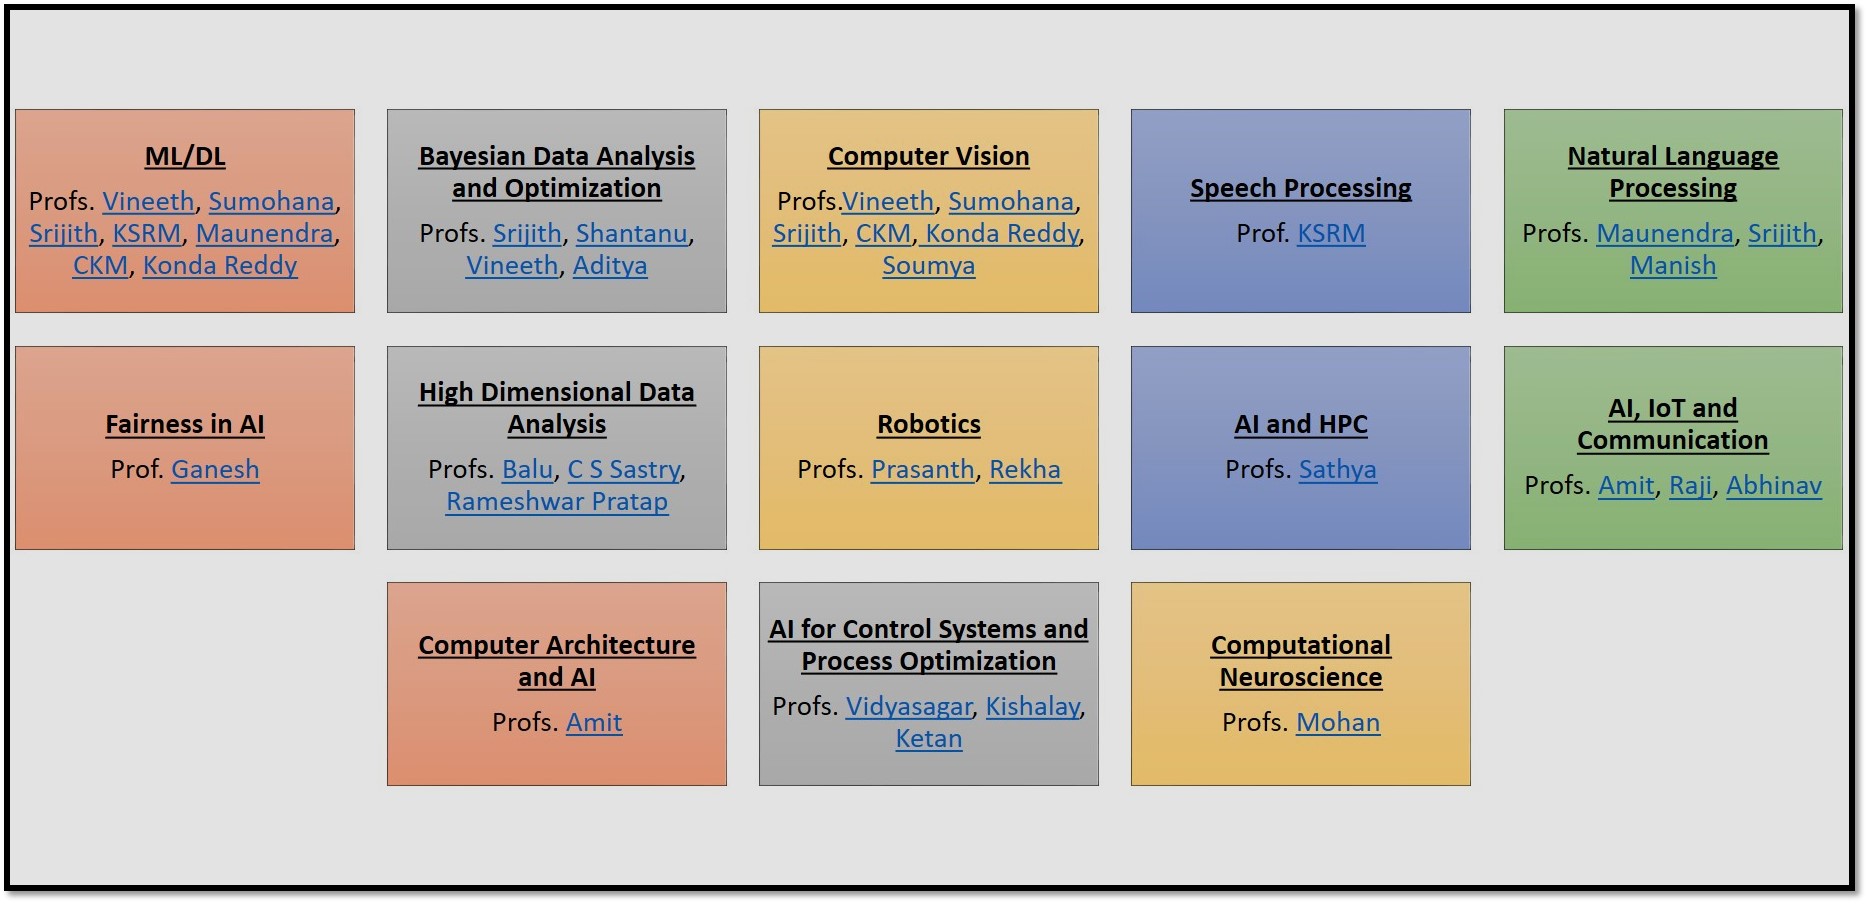 ML/DL
Profs. Vineeth, Sumohana,
Srijith, KSRM, Maunendra,
CKM, Konda Reddy
Bayesian Data Analysis
and Optimization
Profs. Srijith, Shantanu,
Vineeth, Aditya
Computer Vision
Profs.Vineeth, Sumohana,
Srijith, CKM, Konda Reddy,
Soumya
Speech Processing
Prof. KSRM
Natural Language
Processing
Profs. Maunendra, Srijith,
Manish
Fairness in AI
Prof. Ganesh
High Dimensional Data
Analysis
Profs. Balu, C S Sastry,
Rameshwar Pratap
Robotics
Profs. Prasanth, Rekha
AI and HPC
Profs. Sathya
AI, IoT and
Communication
Profs. Amit, Raji, Abhinav
Computer Architecture
and AI
Profs. Amit
AI for Control Systems and
Process Optimization
Profs. Vidyasagar, Kishalay,
Ketan
Computational
Neuroscience
Profs. Mohan